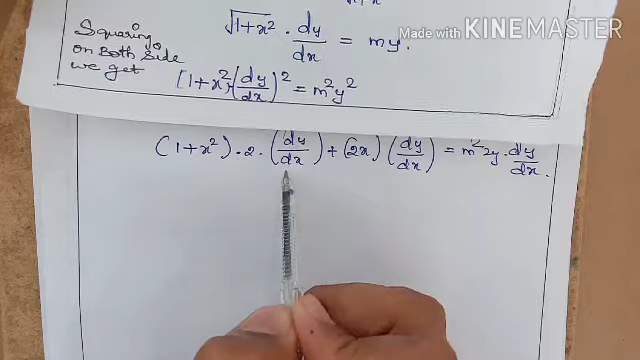 √1+x² · dy/dx = my.
Squaring
on Both Side
we get
(1+x²)(dy/dx)² = m²y²
(1+x²)·2·(dy/dx) + (2x)(dy/dx) = m²2y·dy/dx.
Made with KINEMASTER